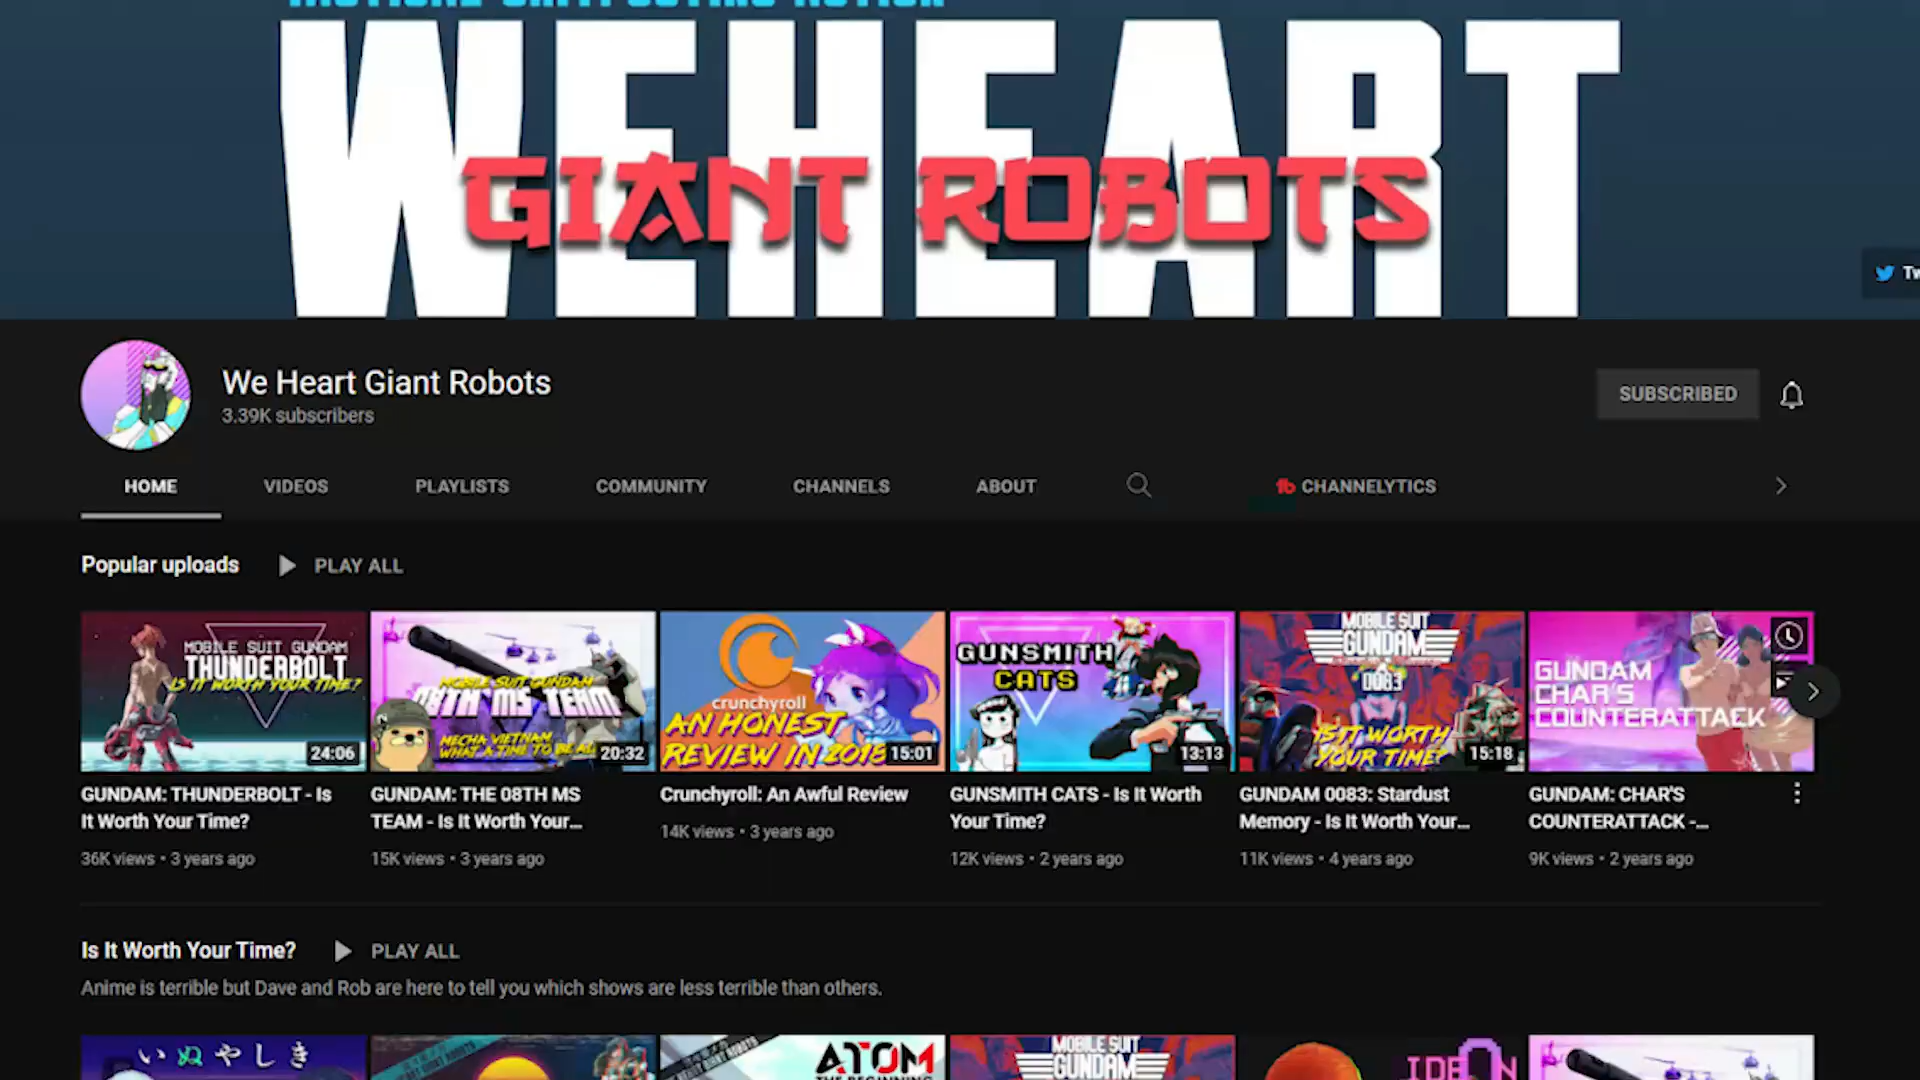 WEHEART
GIANT ROBOTS
Tw
We Heart Giant Robots
3.39K subscribers
SUBSCRIBED
HOME VIDEOS PLAYLISTS COMMUNITY CHANNELS ABOUT CHANNELYTICS
Popular uploads PLAY ALL
MOBILE SUIT GUNDAM
THUNDERBOLT
IS IT WORTH YOUR TIME?
24:06
MOBILE SUIT GUNDAM
08TH MS TEAM
MECHA VIETNAM
20:32
crunchyroll
AN HONEST
REVIEW IN 2018
15:01
GUNSMITH
CATS
13:13
MOBILE SUIT
GUNDAM
0083
IS IT WORTH
YOUR TIME?
15:18
GUNDAM
CHAR'S
COUNTERATTACK
GUNDAM: THUNDERBOLT - Is
It Worth Your Time?
36K views • 3 years ago
GUNDAM: THE 08TH MS
TEAM - Is It Worth Your...
15K views • 3 years ago
Crunchyroll: An Awful Review
14K views • 3 years ago
GUNSMITH CATS - Is It Worth
Your Time?
12K views • 2 years ago
GUNDAM 0083: Stardust
Memory - Is It Worth Your...
11K views • 4 years ago
GUNDAM: CHAR'S
COUNTERATTACK -...
9K views • 2 years ago
Is It Worth Your Time? PLAY ALL
Anime is terrible but Dave and Rob are here to tell you which shows are less terrible than others.
いぬやしき
ATOM
MOBILE SUIT
GUNDAM
IDEON